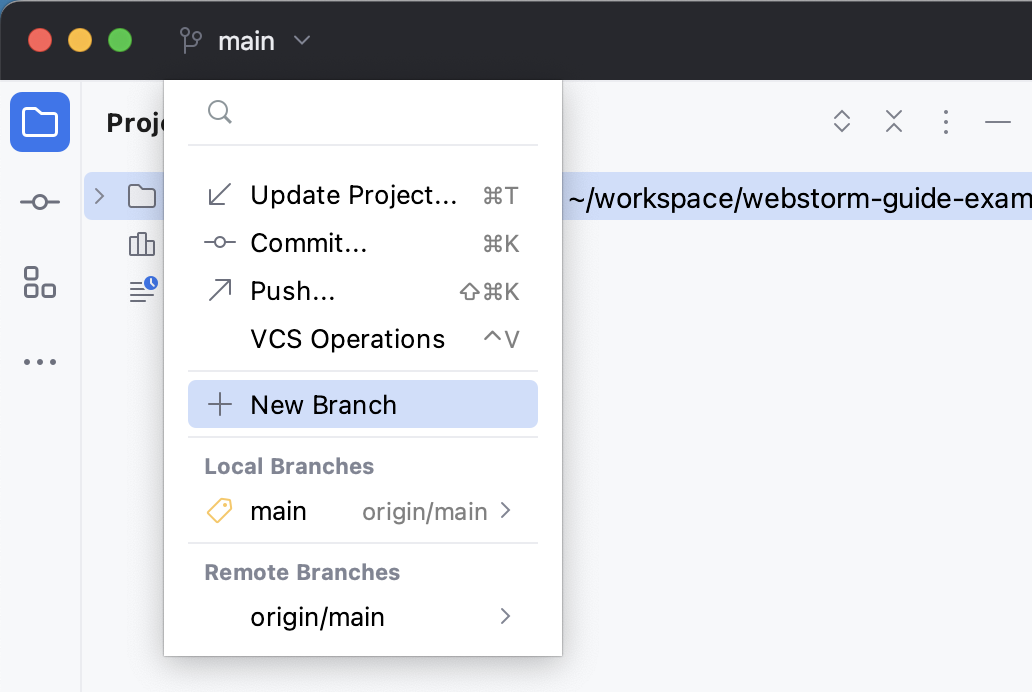 main
Proje
~/workspace/webstorm-guide-exam
Update Project... ⌘T
Commit... ⌘K
Push... ⇧⌘K
VCS Operations ^V
New Branch
Local Branches
main origin/main
Remote Branches
origin/main